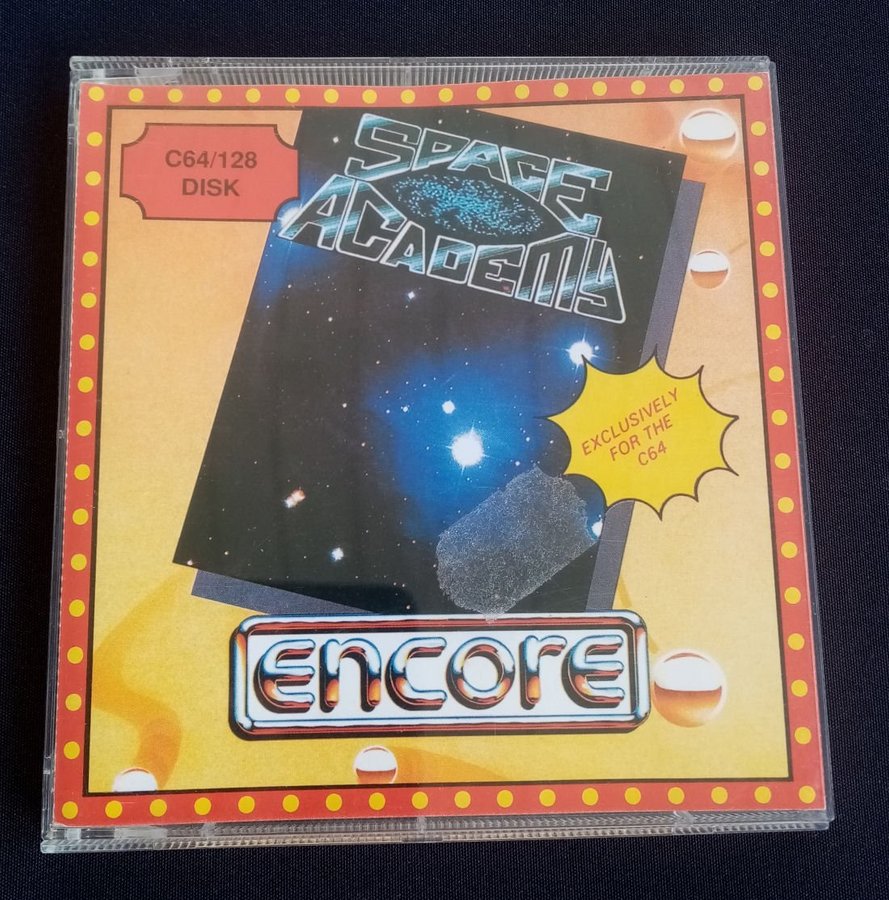 C64/128
DISK
SPACE
ACADEMY
EXCLUSIVELY
FOR THE
C64
encore